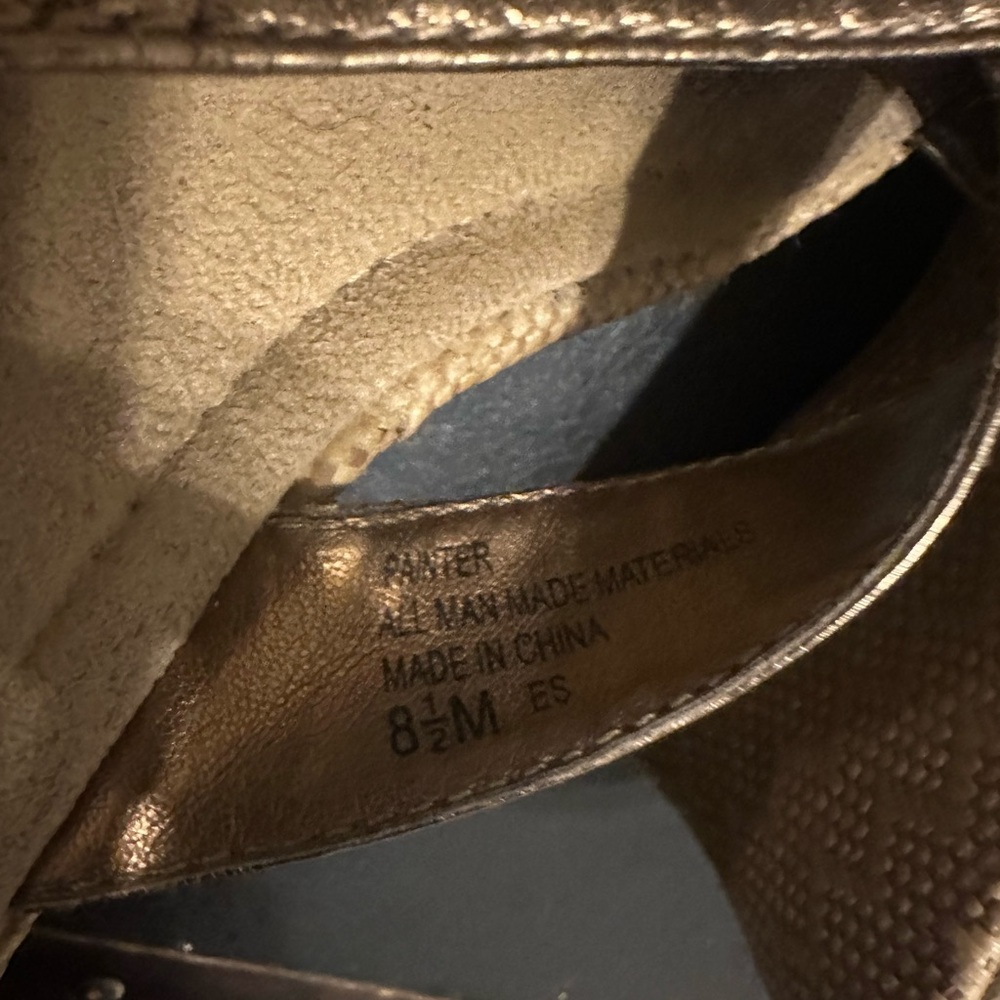 PAINTER
ALL MAN MADE MATERIALS
MADE IN CHINA
8½M ES